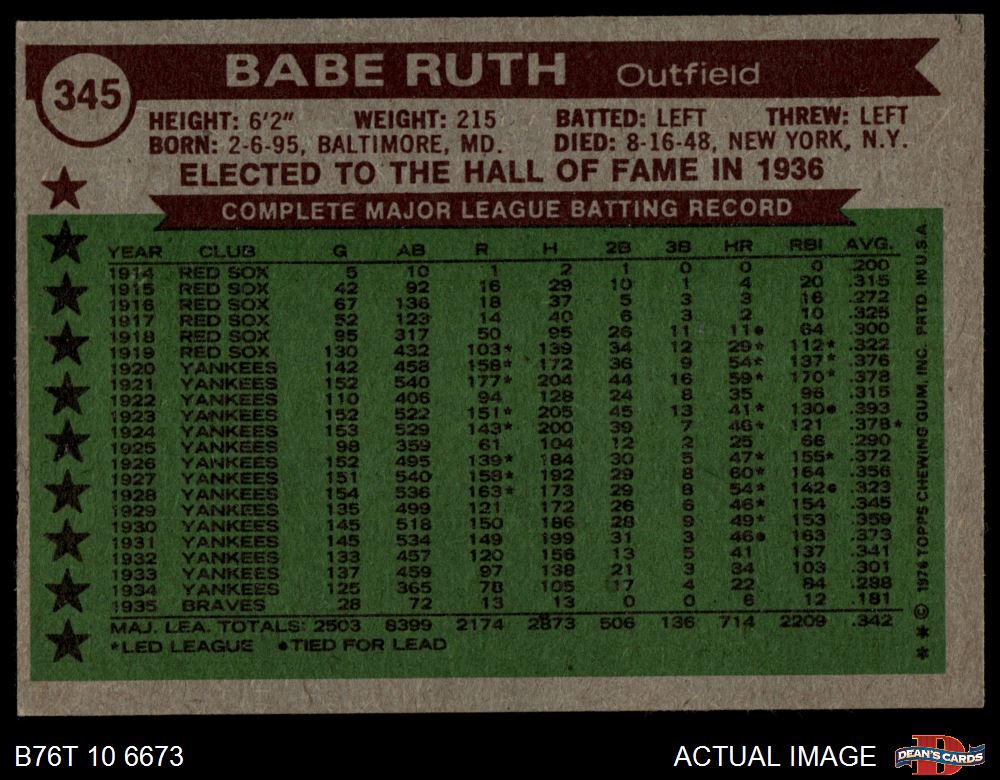 345
BABE RUTH Outfield
HEIGHT: 6'2" WEIGHT: 215 BATTED: LEFT THREW: LEFT
BORN: 2-6-95, BALTIMORE, MD. DIED: 8-16-48, NEW YORK, N.Y.
ELECTED TO THE HALL OF FAME IN 1936
COMPLETE MAJOR LEAGUE BATTING RECORD
YEAR CLUB G AB R H 2B 3B HR RBI AVG.
1914 RED SOX 5 10 1 2 1 0 0 0 .200
1915 RED SOX 42 92 16 29 10 1 4 20 .315
1916 RED SOX 67 136 18 37 5 3 3 16 .272
1917 RED SOX 52 123 14 40 6 3 2 10 .325
1918 RED SOX 95 317 50 95 26 11 11● 64 .300
1919 RED SOX 130 432 103* 139 34 12 29* 112* .322
1920 YANKEES 142 458 158* 172 36 9 54* 137* .376
1921 YANKEES 152 540 177* 204 44 16 59* 170* .378
1922 YANKEES 110 406 94 128 24 8 35 96 .315
1923 YANKEES 152 522 151* 205 45 13 41* 130● .393
1924 YANKEES 153 529 143* 200 39 7 46* 121 .378*
1925 YANKEES 98 359 61 104 12 2 25 66 .290
1926 YANKEES 152 495 139* 184 30 5 47* 155* .372
1927 YANKEES 151 540 158* 192 29 8 60* 164 .356
1928 YANKEES 154 536 163* 173 29 8 54* 142● .323
1929 YANKEES 135 499 121 172 26 6 46* 154 .345
1930 YANKEES 145 518 150 186 28 9 49* 153 .359
1931 YANKEES 145 534 149 199 31 3 46● 163 .373
1932 YANKEES 133 457 120 156 13 5 41 137 .341
1933 YANKEES 137 459 97 138 21 3 34 103 .301
1934 YANKEES 125 365 78 105 17 4 22 84 .288
1935 BRAVES 28 72 13 13 0 0 6 12 .181
MAJ. LEA. TOTALS: 2503 8399 2174 2873 506 136 714 2209 .342
*LED LEAGUE ●TIED FOR LEAD
* * © 1976 TOPPS CHEWING GUM, INC. PRTD. IN U.S.A.
B76T 10 6673
ACTUAL IMAGE
D
DEAN'S CARDS